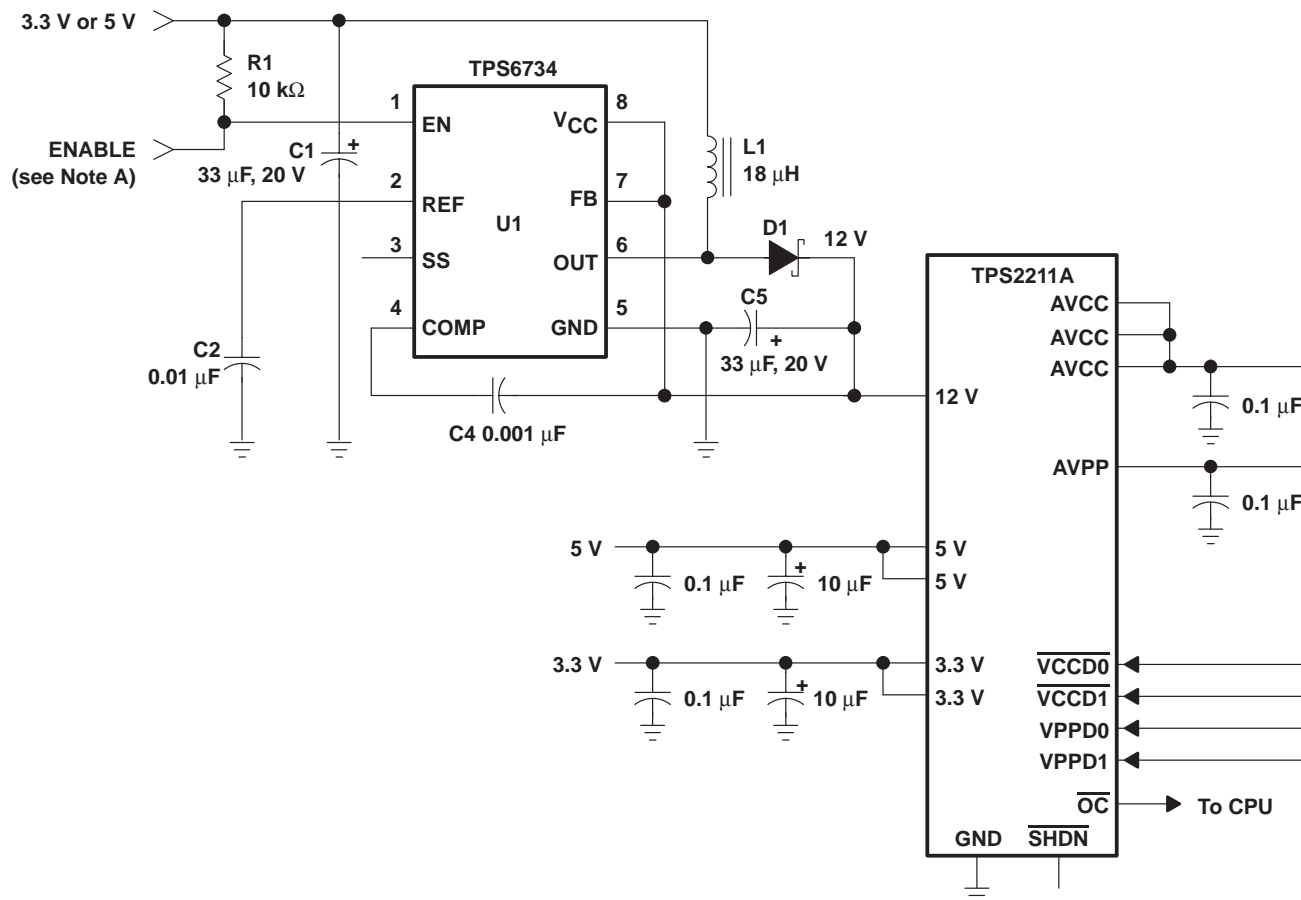 3.3 V or 5 V
R1
10 kΩ
ENABLE
(see Note A)
C1
+
33 μF, 20 V
C2
0.01 μF
TPS6734
1
EN
2
REF
3
SS
4
COMP
U1
8
VCC
7
FB
6
OUT
5
GND
C4 0.001 μF
L1
18 μH
D1
12 V
C5
+
33 μF, 20 V
TPS2211A
AVCC
AVCC
AVCC
0.1 μF
12 V
AVPP
0.1 μF
5 V
0.1 μF
+
10 μF
5 V
5 V
3.3 V
0.1 μF
+
10 μF
3.3 V
3.3 V
VCCD0
VCCD1
VPPD0
VPPD1
OC
To CPU
GND
SHDN